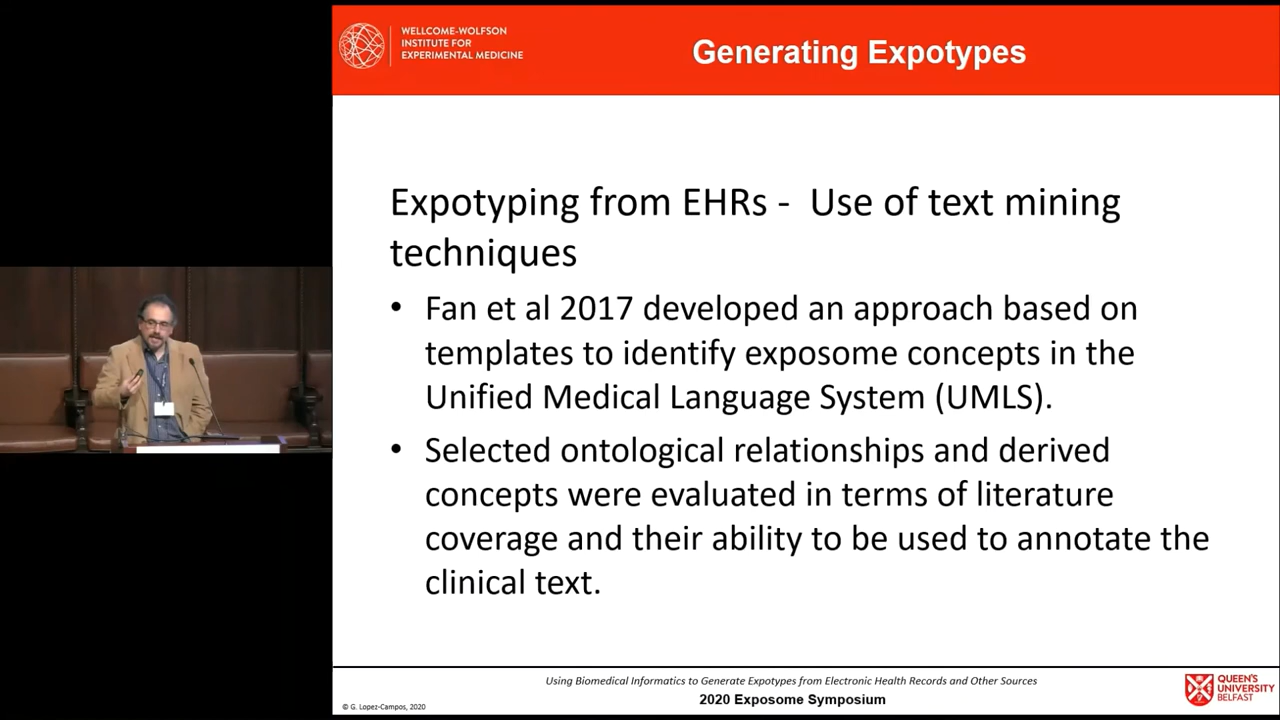 WELLCOME-WOLFSON
INSTITUTE FOR
EXPERIMENTAL MEDICINE
Generating Expotypes
Expotyping from EHRs - Use of text mining
techniques
• Fan et al 2017 developed an approach based on
templates to identify exposome concepts in the
Unified Medical Language System (UMLS).
• Selected ontological relationships and derived
concepts were evaluated in terms of literature
coverage and their ability to be used to annotate the
clinical text.
Using Biomedical Informatics to Generate Expotypes from Electronic Health Records and Other Sources
2020 Exposome Symposium
© G. Lopez-Campos, 2020
QUEEN'S
UNIVERSITY
BELFAST